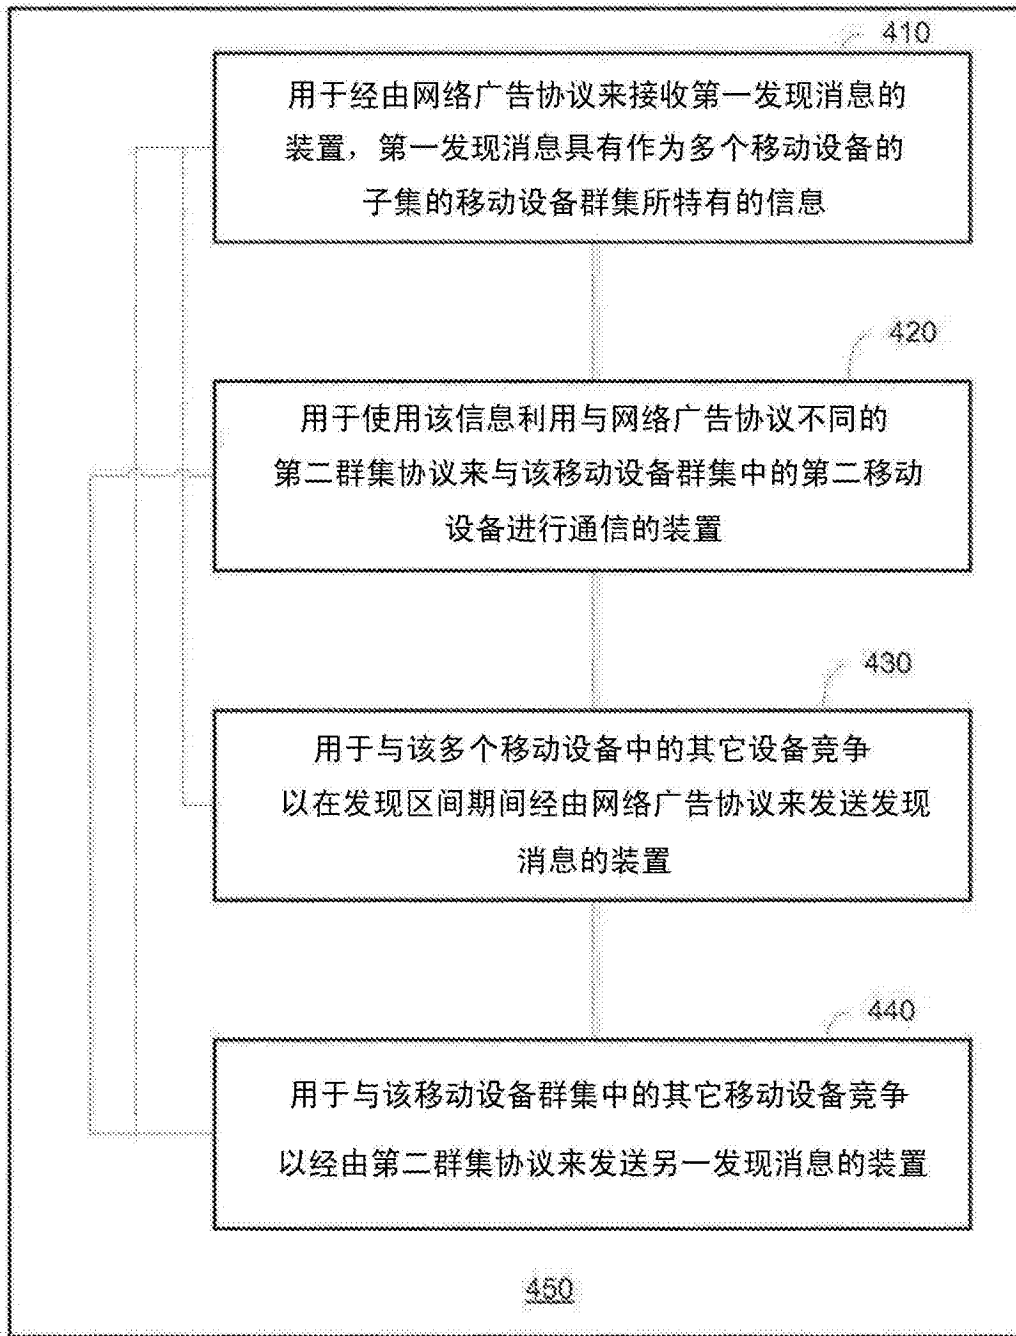 410
用于经由网络广告协议来接收第一发现消息的
装置，第一发现消息具有作为多个移动设备的
子集的移动设备群集所特有的信息
420
用于使用该信息利用与网络广告协议不同的
第二群集协议来与该移动设备群集中的第二移动
设备进行通信的装置
430
用于与该多个移动设备中的其它设备竞争
以在发现区间期间经由网络广告协议来发送发现
消息的装置
440
用于与该移动设备群集中的其它移动设备竞争
以经由第二群集协议来发送另一发现消息的装置
450